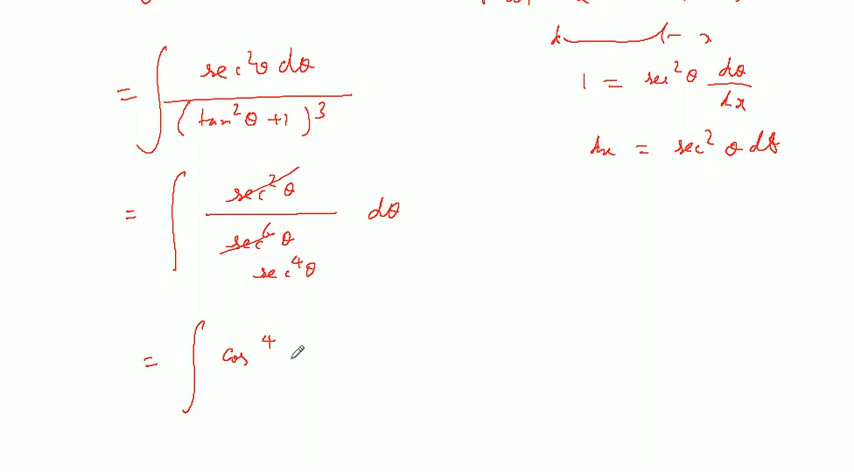 = ∫ sec²θ dθ / (tan²θ + 1)³
1 = sec²θ dθ/dx
dx = sec²θ dθ
= ∫ sec²θ / sec⁶θ dθ
sec⁴θ
= ∫ cos⁴